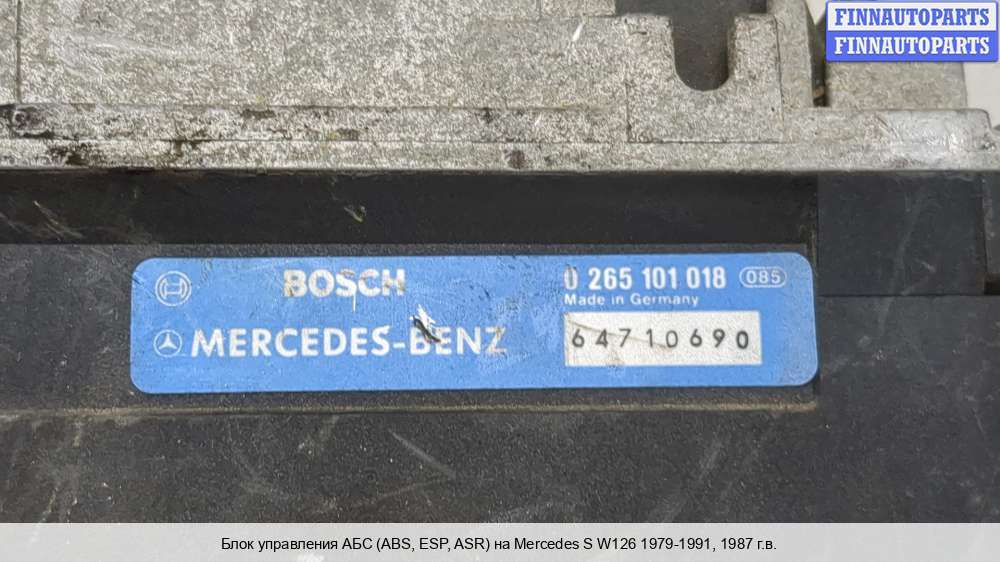 FINNAUTOPARTS
FINNAUTOPARTS
BOSCH
0 265 101 018 085
Made in Germany
MERCEDES-BENZ
64710690
Блок управления АБС (ABS, ESP, ASR) на Mercedes S W126 1979-1991, 1987 г.в.